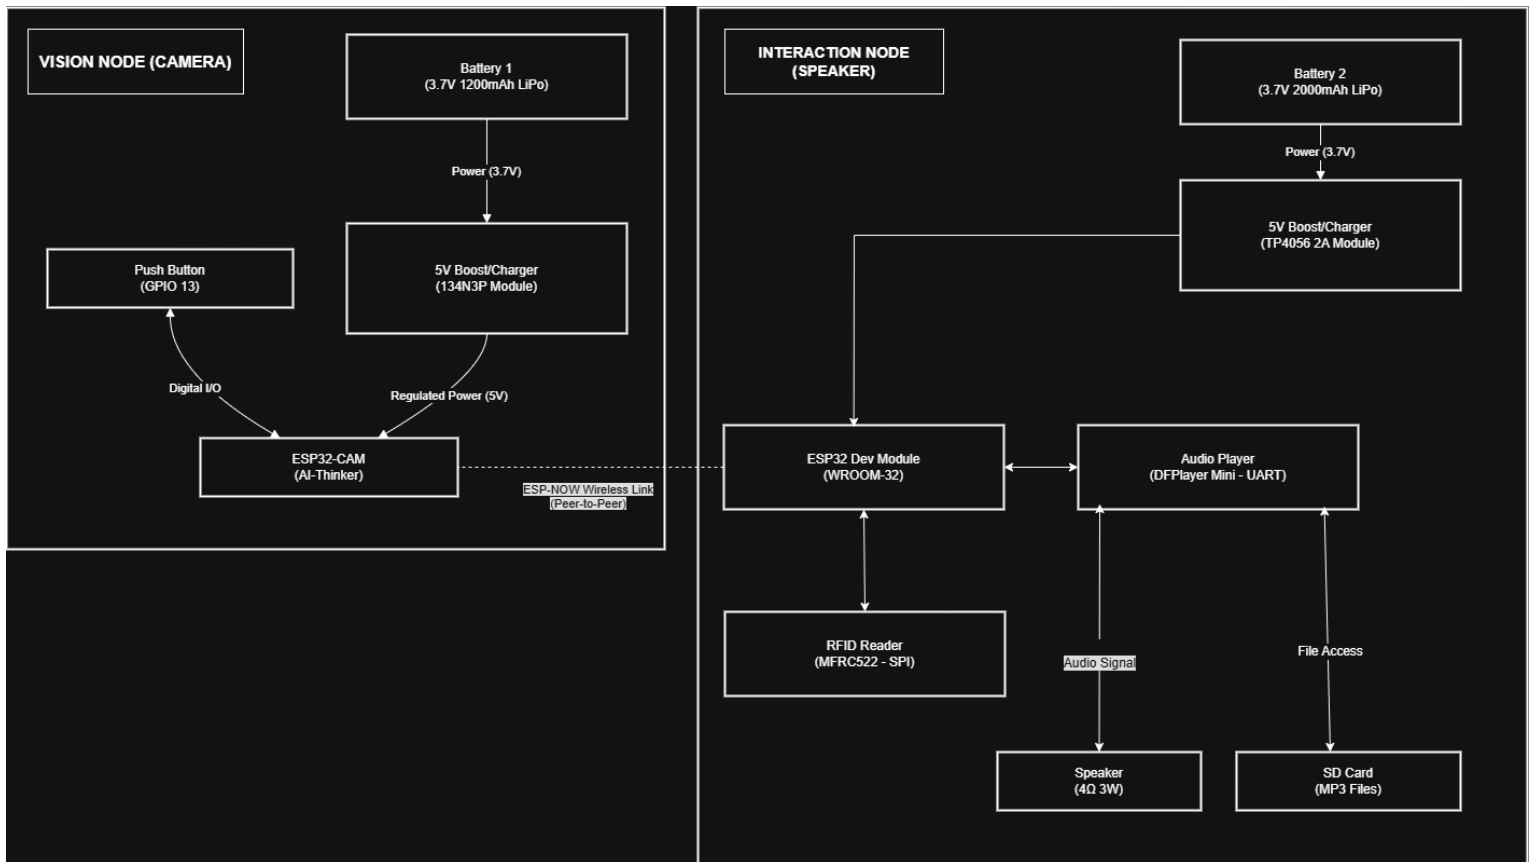 VISION NODE (CAMERA)
Battery 1
(3.7V 1200mAh LiPo)
Power (3.7V)
Push Button
(GPIO 13)
5V Boost/Charger
(134N3P Module)
Digital I/O
Regulated Power (5V)
ESP32-CAM
(AI-Thinker)
ESP-NOW Wireless Link
(Peer-to-Peer)
INTERACTION NODE
(SPEAKER)
Battery 2
(3.7V 2000mAh LiPo)
Power (3.7V)
5V Boost/Charger
(TP4056 2A Module)
ESP32 Dev Module
(WROOM-32)
Audio Player
(DFPlayer Mini - UART)
RFID Reader
(MFRC522 - SPI)
Audio Signal
File Access
Speaker
(4Ω 3W)
SD Card
(MP3 Files)